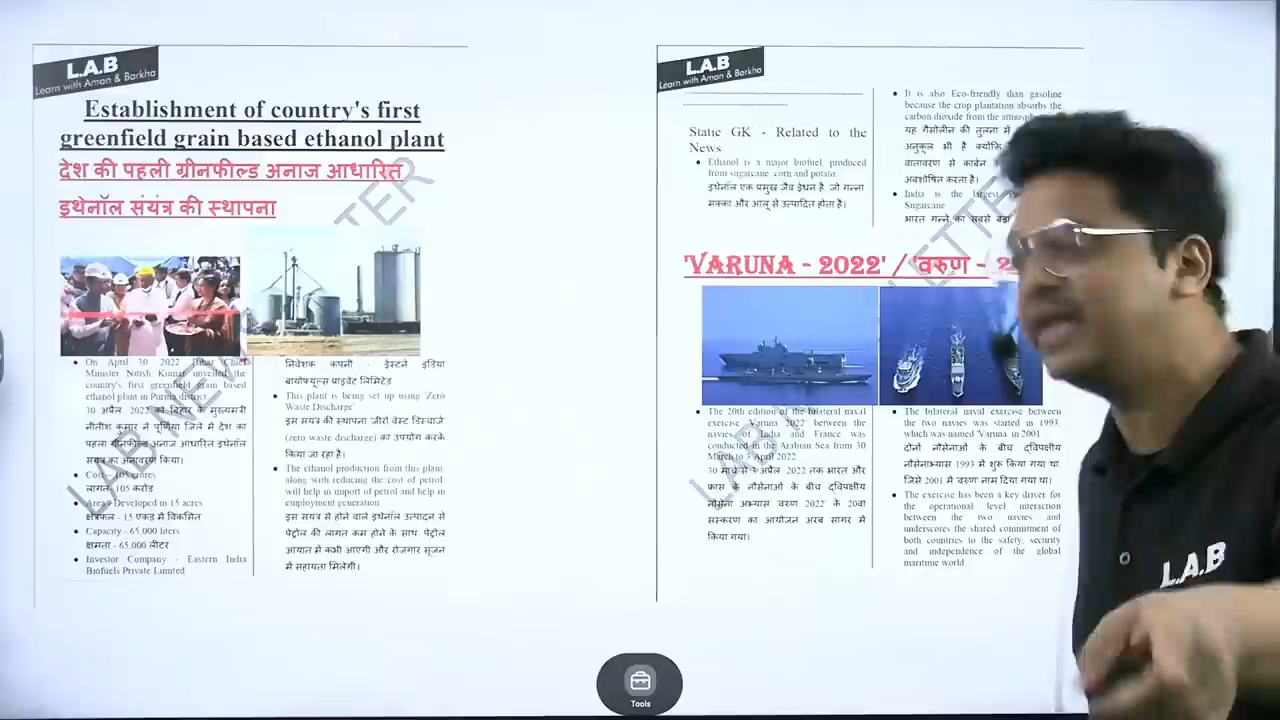 L.A.B
Learn with Aman & Barkha
Establishment of country's first
greenfield grain based ethanol plant
देश की पहली ग्रीनफील्ड अनाज आधारित
इथेनॉल संयंत्र की स्थापना
On April 30 2022 Bihar Chief
Minister Nitish Kumar unveiled the
country's first greenfield grain based
ethanol plant in Purnia district
30 अप्रैल 2022 को बिहार के मुख्यमंत्री
नीतीश कुमार ने पूर्णिया जिले में देश का
पहला ग्रीनफील्ड अनाज आधारित इथेनॉल
संयंत्र का अनावरण किया।
Cost - 105 crores
लागत- 105 करोड
Area - Developed in 15 acres
क्षेत्रफल - 15 एकड में विकसित
Capacity - 65,000 liters
क्षमता - 65,000 लीटर
Investor Company - Eastern India
Biofuels Private Limited
निवेशक कंपनी - ईस्टर्न इंडिया
बायोफ्यूल्स प्राइवेट लिमिटेड
This plant is being set up using 'Zero
Waste Discharge'
इस संयंत्र की स्थापना 'जीरो वेस्ट डिस्चार्ज'
(zero waste discharge) का उपयोग करके
किया जा रहा है।
The ethanol production from this plant
along with reducing the cost of petrol
will help in import of petrol and help in
employment generation
इस संयंत्र से होने वाले इथेनॉल उत्पादन से
पेट्रोल की लागत कम होने के साथ पेट्रोल
आयात में कमी आएगी और रोजगार सृजन
में सहायता मिलेगी।
L.A.B
Learn with Aman & Barkha
Static GK - Related to the
News
Ethanol is a major biofuel, produced
from sugarcane, corn and potato.
इथेनॉल एक प्रमुख जैव ईंधन है, जो गन्ना
मक्का और आलू से उत्पादित होता है।
It is also Eco-friendly than gasoline
because the crop plantation absorbs the
carbon dioxide from the
यह गैसोलीन की तुलना में
अनुकूल भी है क्योंकि
वातावरण से कार्बन
अवशोषित करता है।
India is the largest
Sugarcane
भारत गन्ने का सबसे बड़ा
'VARUNA - 2022' / 'वरुण -
The 20th edition of the bilateral naval
exercise 'Varuna 2022' between the
navies of India and France was
conducted in the Arabian Sea from 30
March to 3 April 2022
30 मार्च से 3 अप्रैल 2022 तक भारत और
फ्रांस के नौसेनाओं के बीच द्विपक्षीय
नौसेना अभ्यास 'वरुण 2022' के 20वां
संस्करण का आयोजन अरब सागर में
किया गया।
The bilateral naval exercise between
the two navies was started in 1993,
which was named 'Varuna' in 2001
दोनों नौसेनाओं के बीच द्विपक्षीय
नौसेनाभ्यास 1993 में शुरू किया गया था,
जिसे 2001 में 'वरुण' नाम दिया गया था।
The exercise has been a key driver for
the operational level interaction
between the two navies and
underscores the shared commitment of
both countries to the safety, security
and independence of the global
maritime world
L.A.B
Tools